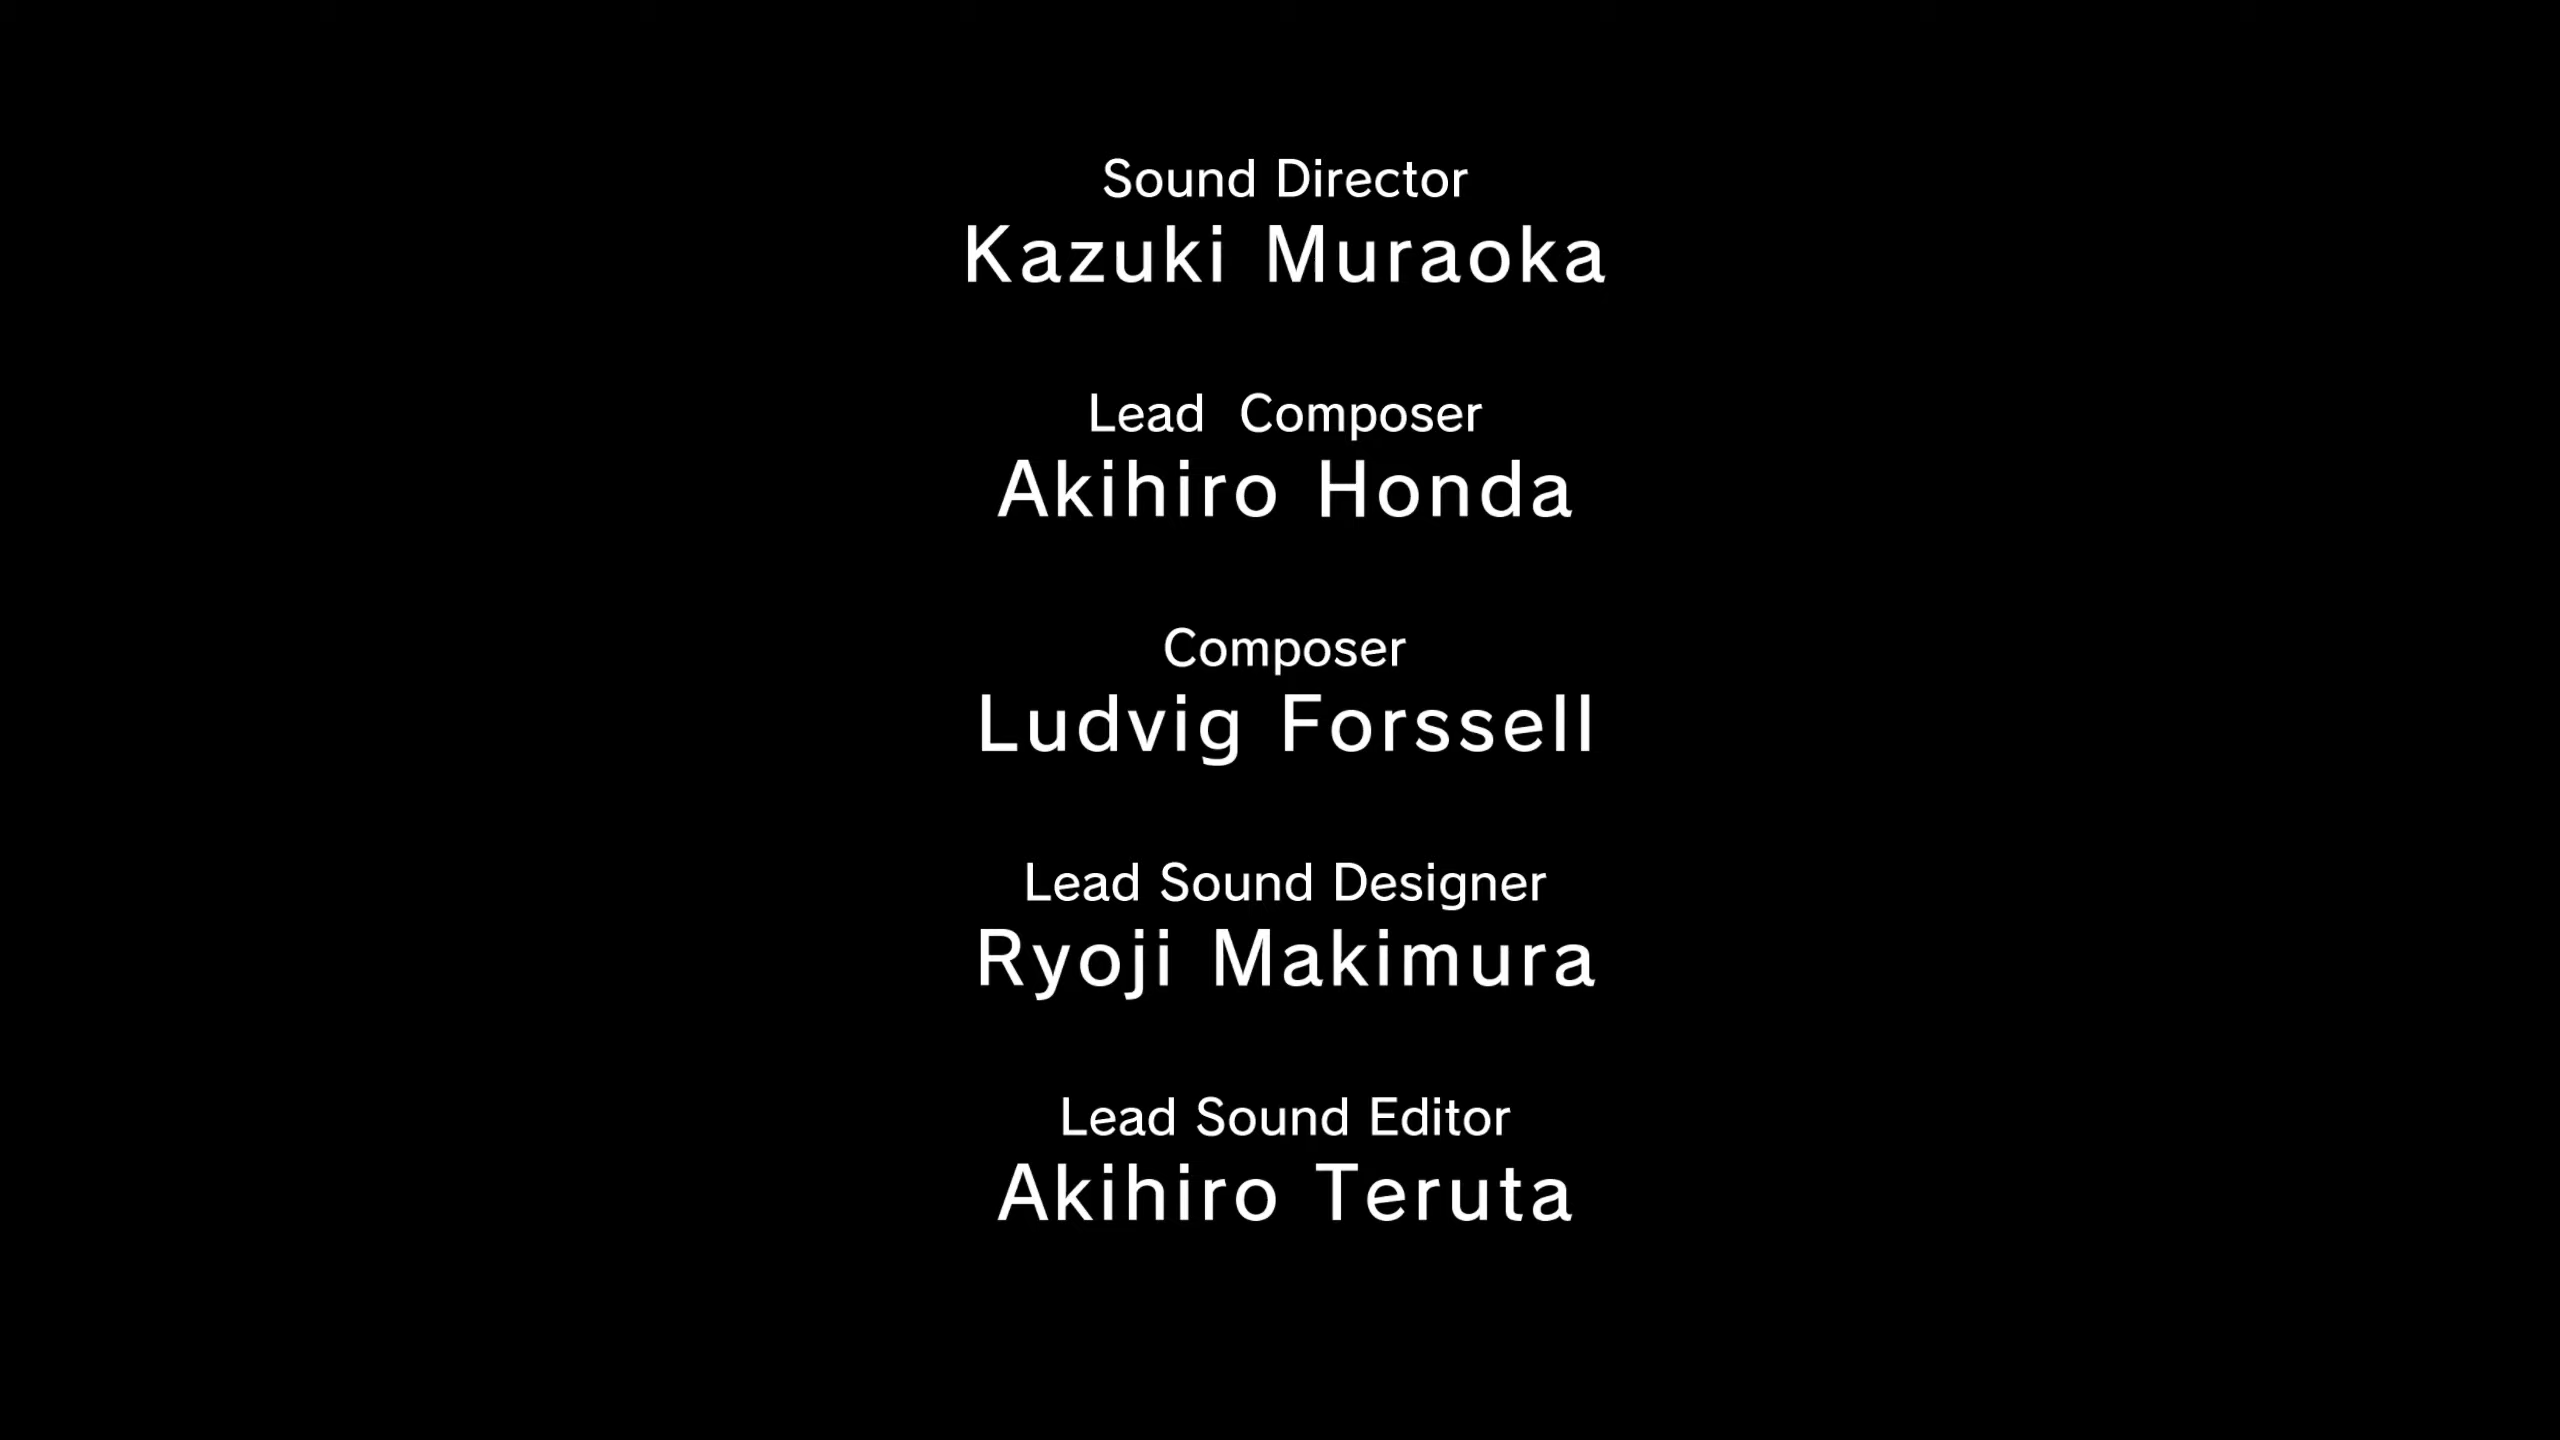 Sound Director
Kazuki Muraoka
Lead  Composer
Akihiro Honda
Composer
Ludvig Forssell
Lead Sound Designer
Ryoji Makimura
Lead Sound Editor
Akihiro Teruta